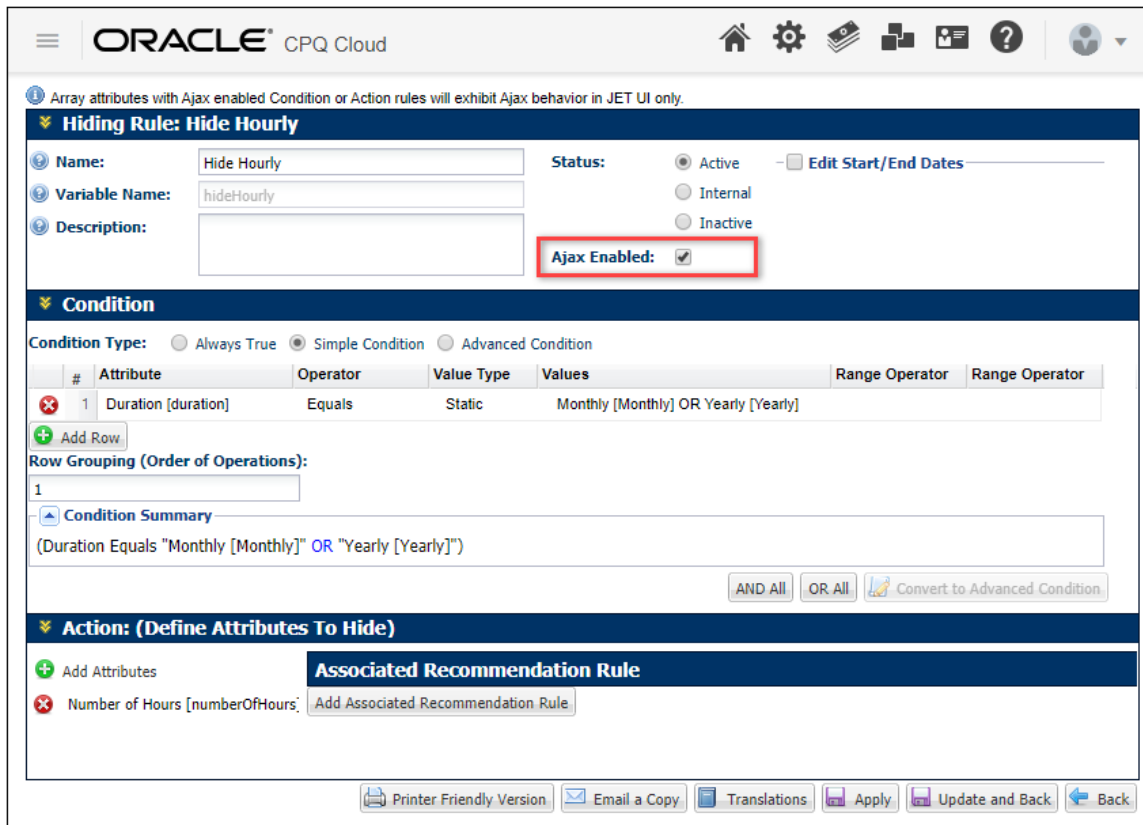 ORACLE® CPQ Cloud
Array attributes with Ajax enabled Condition or Action rules will exhibit Ajax behavior in JET UI only.
Hiding Rule: Hide Hourly
Name: Hide Hourly Status: Active Edit Start/End Dates
Variable Name: hideHourly Internal
Description: Inactive
Ajax Enabled:
Condition
Condition Type: Always True Simple Condition Advanced Condition
# Attribute Operator Value Type Values Range Operator Range Operator
1 Duration [duration] Equals Static Monthly [Monthly] OR Yearly [Yearly]
Add Row
Row Grouping (Order of Operations):
1
Condition Summary
(Duration Equals "Monthly [Monthly]" OR "Yearly [Yearly]")
AND All OR All Convert to Advanced Condition
Action: (Define Attributes To Hide)
Add Attributes Associated Recommendation Rule
Number of Hours [numberOfHours] Add Associated Recommendation Rule
Printer Friendly Version Email a Copy Translations Apply Update and Back Back